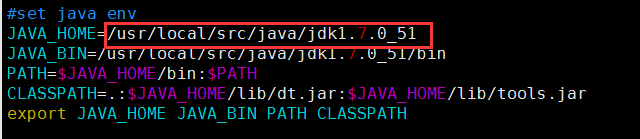 #set java env
JAVA_HOME=/usr/local/src/java/jdk1.7.0_51
JAVA_BIN=/usr/local/src/java/jdk1.7.0_51/bin
PATH=$JAVA_HOME/bin:$PATH
CLASSPATH=.:$JAVA_HOME/lib/dt.jar:$JAVA_HOME/lib/tools.jar
export JAVA_HOME JAVA_BIN PATH CLASSPATH